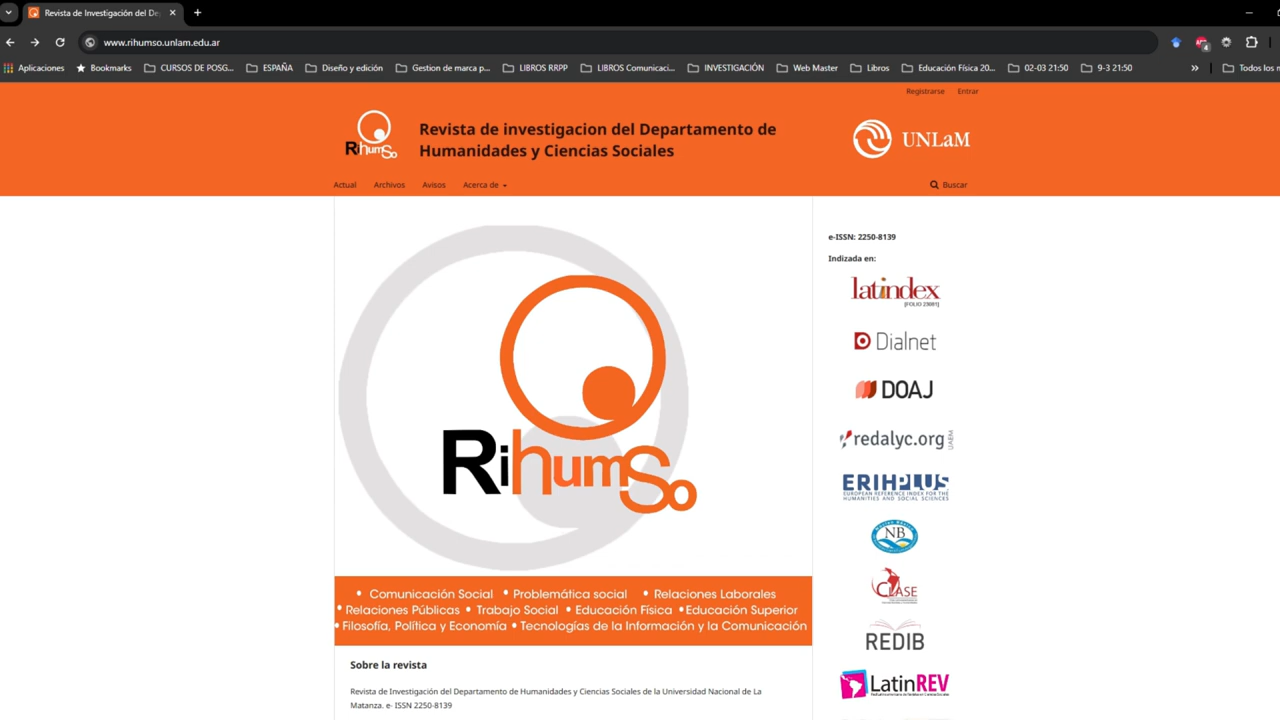 Revista de Investigación del De
www.rihumso.unlam.edu.ar
Aplicaciones Bookmarks CURSOS DE POSG... ESPAÑA Diseño y edición Gestion de marca p... LIBROS RRPP LIBROS Comunicaci... INVESTIGACIÓN Web Master Libros Educación Física 20... 02-03 21:50 9-3 21:50 » Todos los m
Registrarse Entrar
RihumSo
Revista de investigacion del Departamento de
Humanidades y Ciencias Sociales
UNLaM
Actual Archivos Avisos Acerca de
Buscar
RihumSo
• Comunicación Social • Problemática social • Relaciones Laborales
• Relaciones Públicas • Trabajo Social • Educación Física • Educación Superior
• Filosofía, Política y Economía • Tecnologías de la Información y la Comunicación
Sobre la revista
Revista de Investigación del Departamento de Humanidades y Ciencias Sociales de la Universidad Nacional de La
Matanza. e- ISSN 2250-8139
e-ISSN: 2250-8139
Indizada en:
latindex
[FOLIO 25061]
Dialnet
DOAJ
redalyc.org
UAEM
ERIHPLUS
EUROPEAN REFERENCE INDEX FOR THE
HUMANITIES AND SOCIAL SCIENCES
NB
CLASE
REDIB
LatinREV